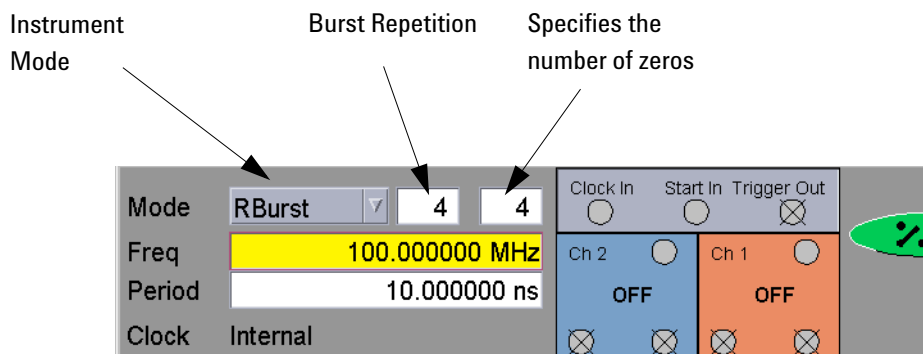 Instrument
Mode
Burst Repetition
Specifies the
number of zeros
Mode RBurst 4 4
Freq 100.000000 MHz
Period 10.000000 ns
Clock Internal
Clock In Start In Trigger Out
Ch 2 Ch 1
OFF OFF